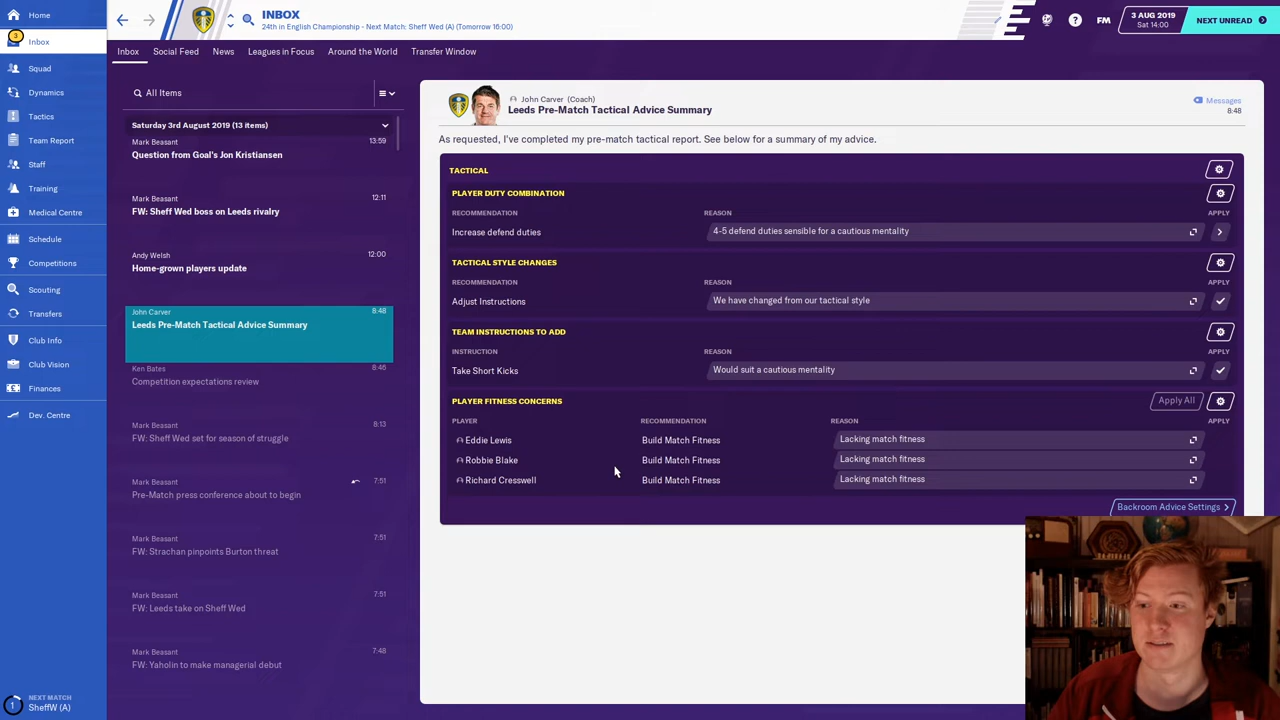 Home
3
Inbox
Squad
Dynamics
Tactics
Team Report
Staff
Training
Medical Centre
Schedule
Competitions
Scouting
Transfers
Club Info
Club Vision
Finances
Dev. Centre
1
NEXT MATCH
SheffW (A)
INBOX
24th in English Championship - Next Match: Sheff Wed (A) (Tomorrow 16:00)
FM
3 AUG 2019
Sat 14:00
NEXT UNREAD
Inbox Social Feed News Leagues in Focus Around the World Transfer Window
All Items
Saturday 3rd August 2019 (13 items)
Mark Beasant 13:59
Question from Goal's Jon Kristiansen
Mark Beasant 12:11
FW: Sheff Wed boss on Leeds rivalry
Andy Welsh 12:00
Home-grown players update
John Carver 8:48
Leeds Pre-Match Tactical Advice Summary
Ken Bates 8:46
Competition expectations review
Mark Beasant 8:13
FW: Sheff Wed set for season of struggle
Mark Beasant 7:51
Pre-Match press conference about to begin
Mark Beasant 7:51
FW: Strachan pinpoints Burton threat
Mark Beasant 7:51
FW: Leeds take on Sheff Wed
Mark Beasant 7:48
FW: Yaholin to make managerial debut
John Carver (Coach)
Leeds Pre-Match Tactical Advice Summary
Messages
8:48
As requested, I've completed my pre-match tactical report. See below for a summary of my advice.
TACTICAL
PLAYER DUTY COMBINATION
RECOMMENDATION REASON APPLY
Increase defend duties 4-5 defend duties sensible for a cautious mentality
TACTICAL STYLE CHANGES
RECOMMENDATION REASON APPLY
Adjust Instructions We have changed from our tactical style
TEAM INSTRUCTIONS TO ADD
INSTRUCTION REASON APPLY
Take Short Kicks Would suit a cautious mentality
PLAYER FITNESS CONCERNS Apply All
PLAYER RECOMMENDATION REASON APPLY
Eddie Lewis Build Match Fitness Lacking match fitness
Robbie Blake Build Match Fitness Lacking match fitness
Richard Cresswell Build Match Fitness Lacking match fitness
Backroom Advice Settings